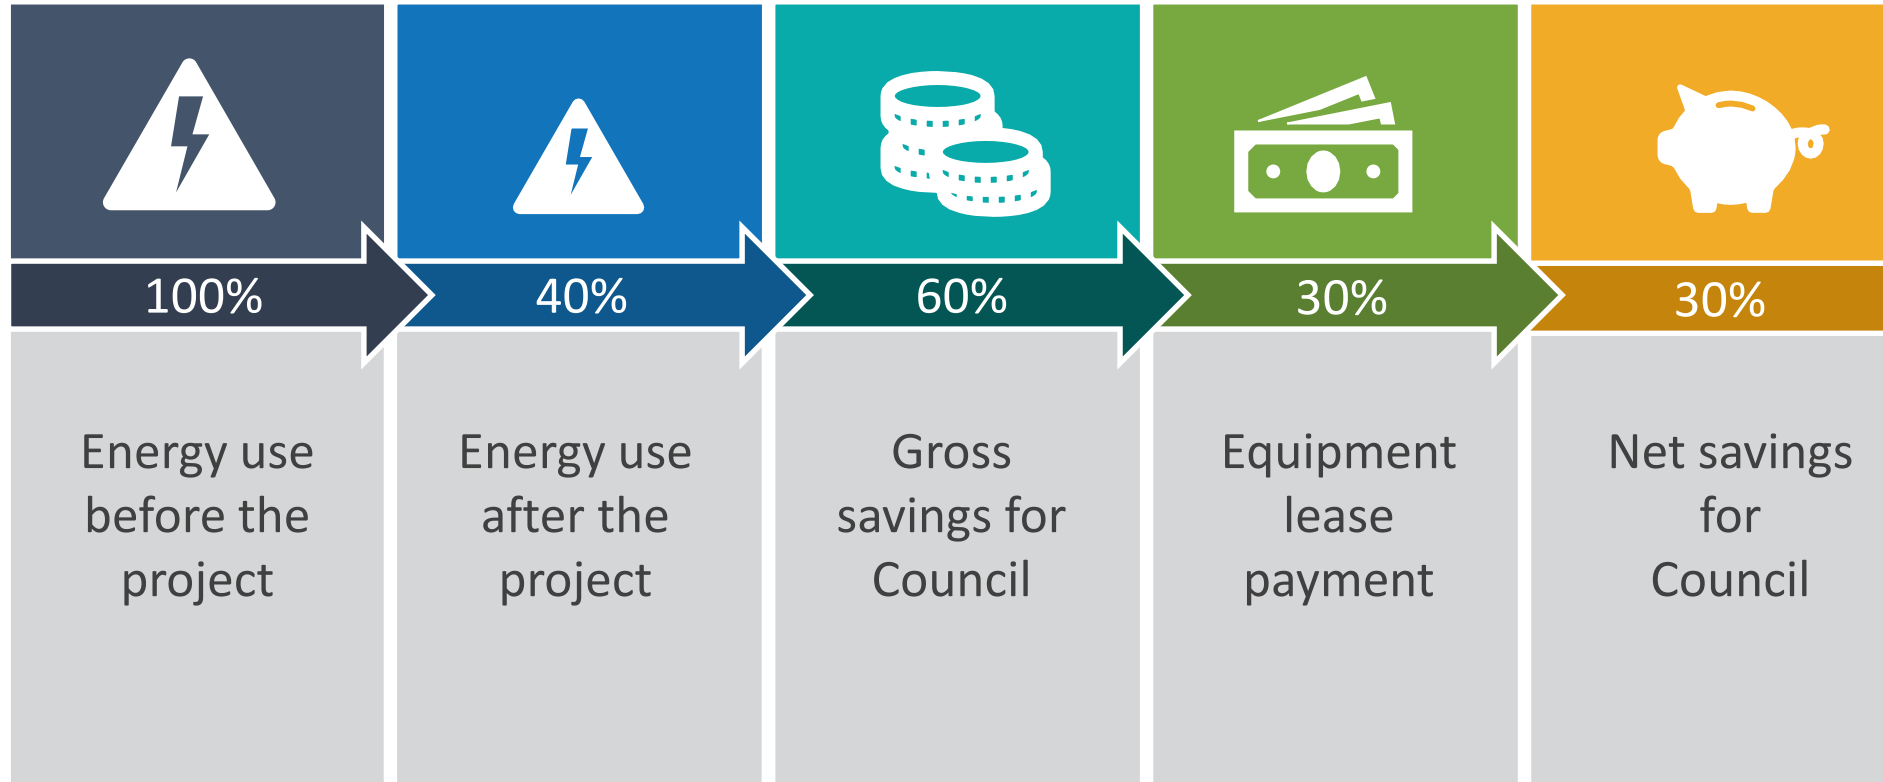 100%
40%
60%
30%
30%
Energy use
before the
project
Energy use
after the
project
Gross
savings for
Council
Equipment
lease
payment
Net savings
for
Council